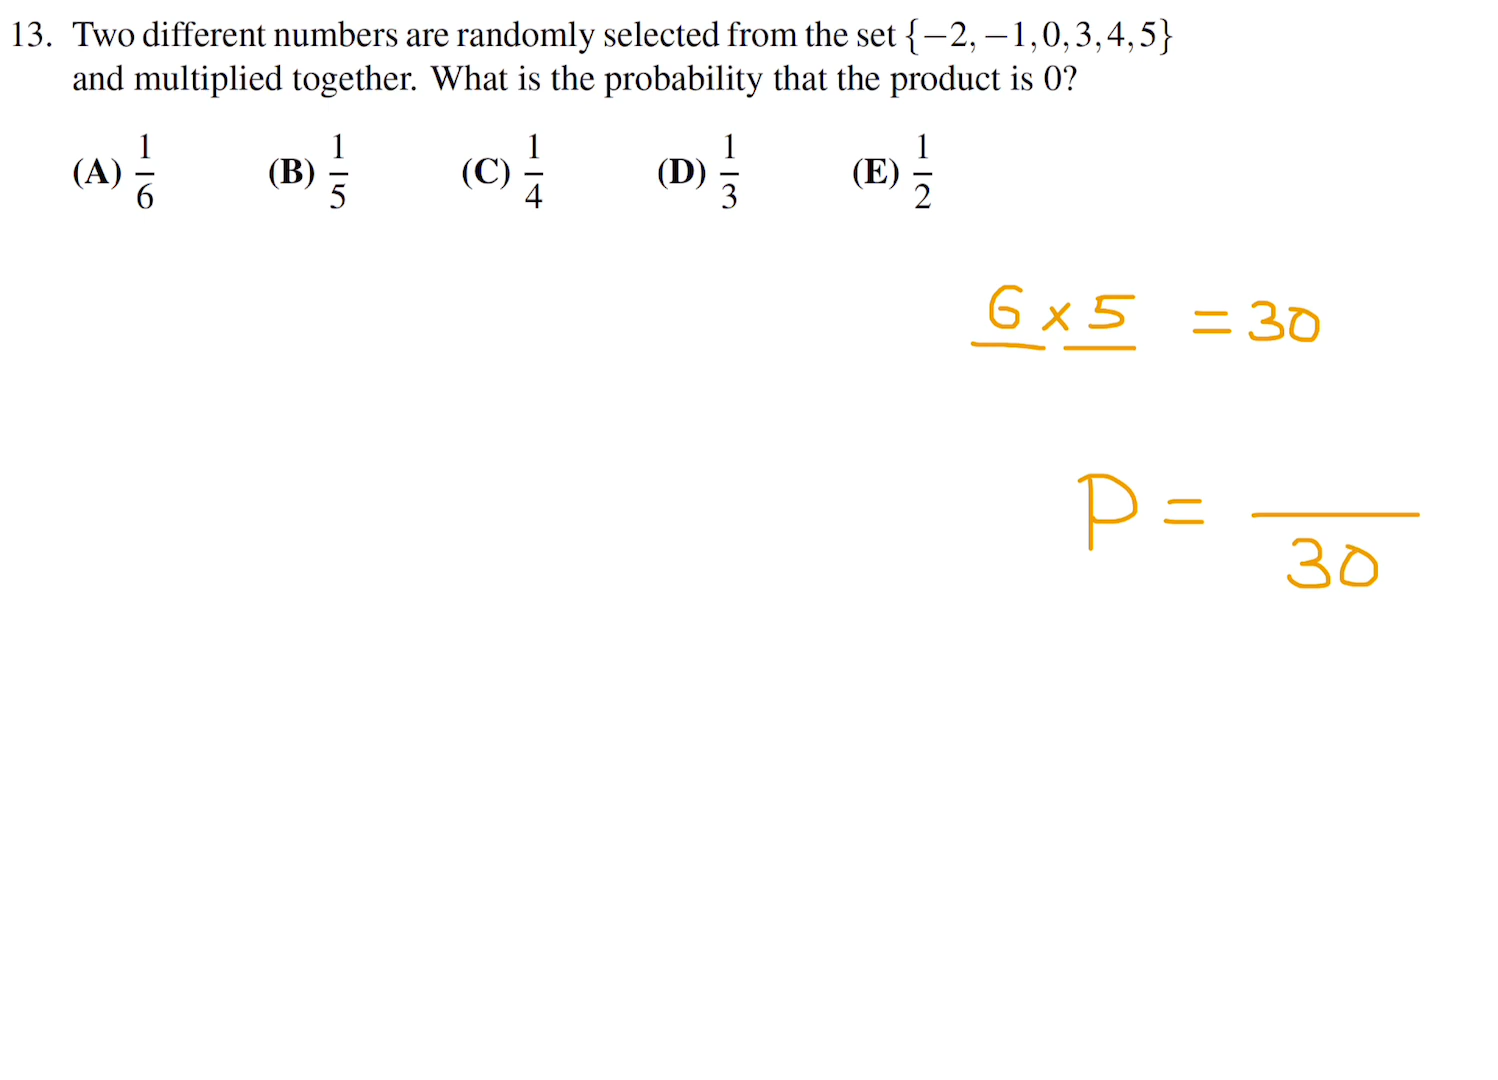 13. Two different numbers are randomly selected from the set {−2, −1, 0, 3, 4, 5}
and multiplied together. What is the probability that the product is 0?
(A) 1/6 (B) 1/5 (C) 1/4 (D) 1/3 (E) 1/2
6 × 5 = 30
P = __/30